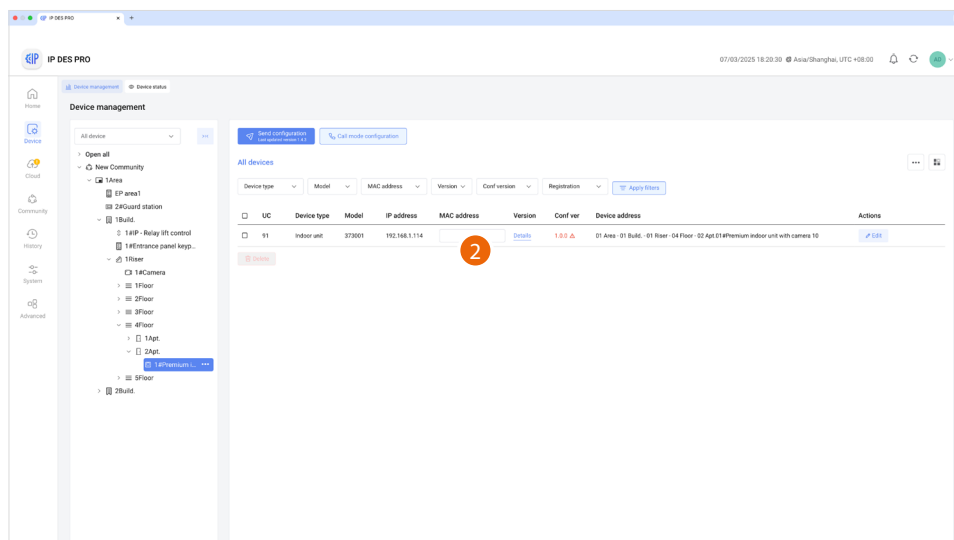 IP DES PRO
IP DES PRO
07/03/2025 18:20:30 Asia/Shanghai, UTC +08:00
AD
Device management
Device status
Home
Device
Cloud
Community
History
System
Advanced
Device management
All device
Open all
New Community
1Area
EP area1
2#Guard station
1Build.
1#IP - Relay lift control
1#Entrance panel keyp...
1Riser
1#Camera
1Floor
2Floor
3Floor
4Floor
1Apt.
2Apt.
1#Premium i...
5Floor
2Build.
Send configuration
Call mode configuration
All devices
Device type Model MAC address Version Conf version Registration Apply filters
UC Device type Model IP address MAC address Version Conf ver Device address Actions
91 Indoor unit 373001 192.168.1.114 Details 1.0.0 01 Area - 01 Build. - 01 Riser - 04 Floor - 02 Apt.01#Premium indoor unit with camera 10 Edit
2
Delete